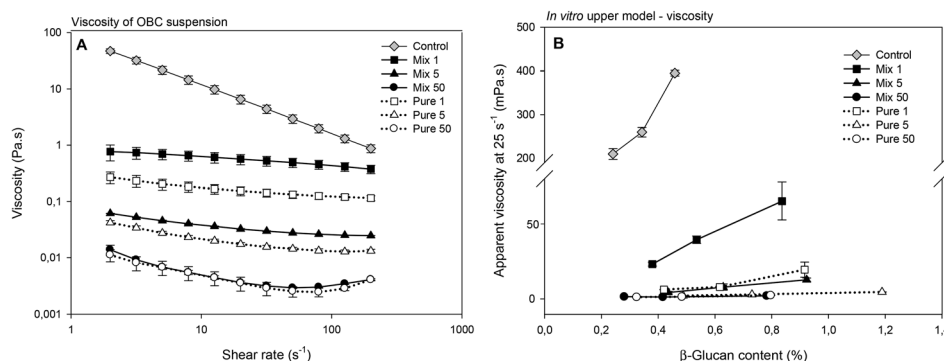 Viscosity of OBC suspension
A
100
10
1
0,1
0,01
0,001
Viscosity (Pa.s)
1
10
100
1000
Shear rate (s⁻¹)
Control
Mix 1
Mix 5
Mix 50
Pure 1
Pure 5
Pure 50
In vitro upper model - viscosity
B
500
400
300
200
50
0
Apparent viscosity at 25 s⁻¹ (mPa.s)
0,0
0,2
0,4
0,6
0,8
1,0
1,2
1,4
β-Glucan content (%)
Control
Mix 1
Mix 5
Mix 50
Pure 1
Pure 5
Pure 50